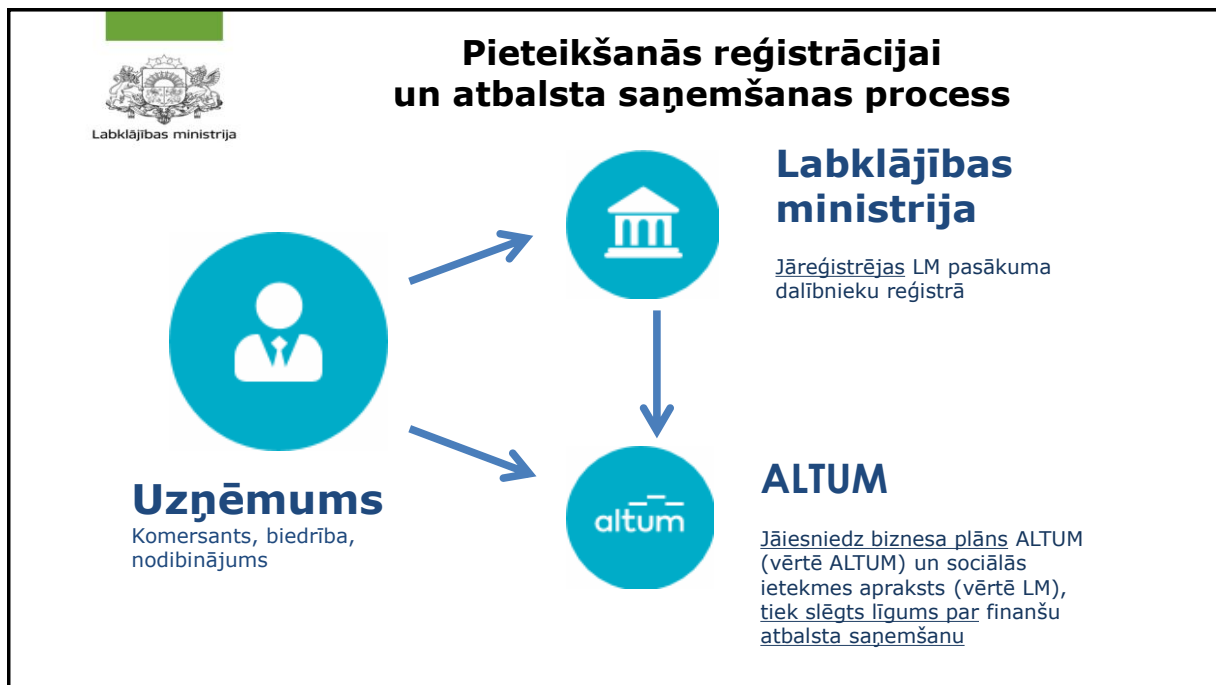 Pieteikšanās reģistrācijai
un atbalsta saņemšanas process
Labklājības ministrija
Labklājības
ministrija
Jāreģistrējas LM pasākuma
dalībnieku reģistrā
Uzņēmums
Komersants, biedrība,
nodibinājums
altum
ALTUM
Jāiesniedz biznesa plāns ALTUM
(vērtē ALTUM) un sociālās
ietekmes apraksts (vērtē LM),
tiek slēgts līgums par finanšu
atbalsta saņemšanu